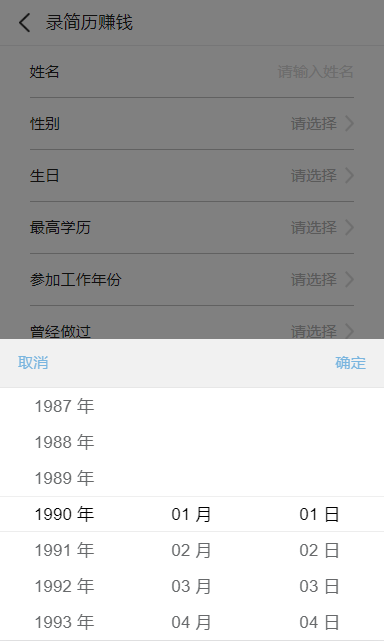 录简历赚钱
姓名 请输入姓名
性别 请选择
生日 请选择
最高学历 请选择
参加工作年份 请选择
曾经做过 请选择
取消 确定
1987 年
1988 年
1989 年
1990 年 01 月 01 日
1991 年 02 月 02 日
1992 年 03 月 03 日
1993 年 04 月 04 日